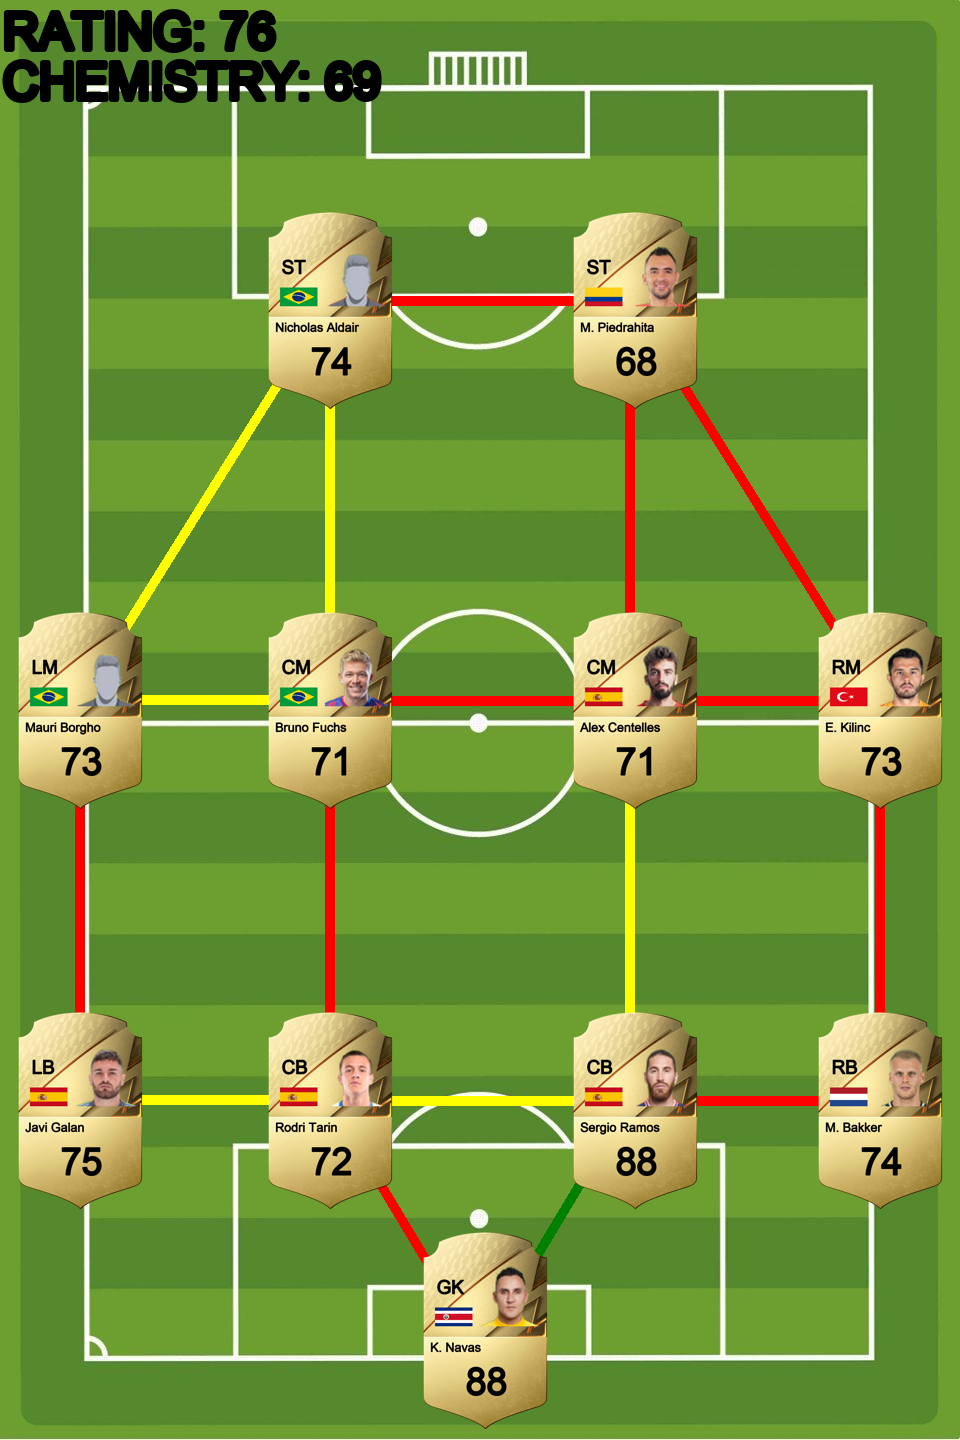 RATING: 76
CHEMISTRY: 69
ST
Nicholas Aldair
74
ST
M. Piedrahita
68
LM
Mauri Borgho
73
CM
Bruno Fuchs
71
CM
Alex Centelles
71
RM
E. Kilinc
73
LB
Javi Galan
75
CB
Rodri Tarin
72
CB
Sergio Ramos
88
RB
M. Bakker
74
GK
K. Navas
88